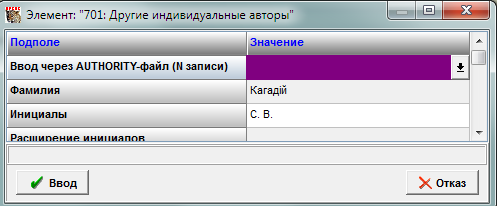 Элемент: "701: Другие индивидуальные авторы"
Подполе Значение
Ввод через AUTHORITY-файл (N записи)
Фамилия Кагадій
Инициалы С. В.
Расширение инициалов
Ввод Отказ